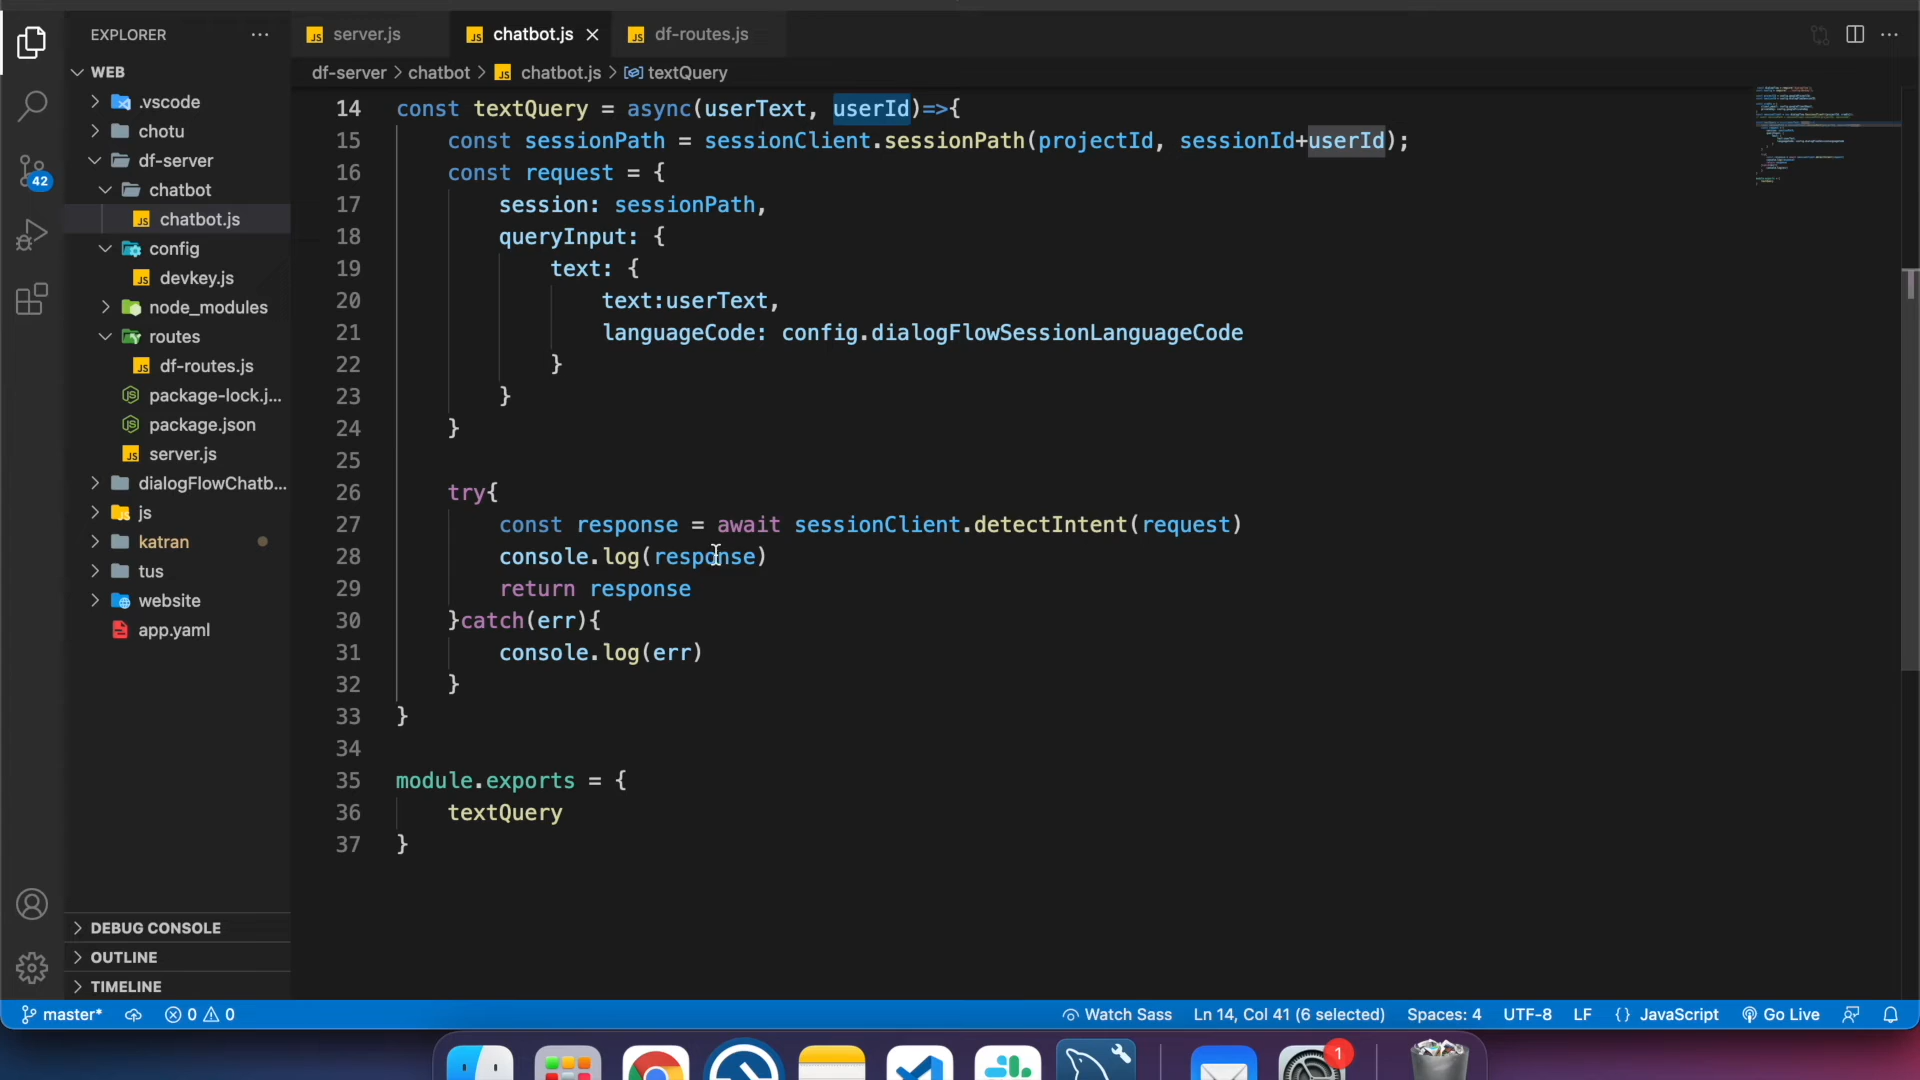 EXPLORER
server.js
chatbot.js
df-routes.js
df-server > chatbot > chatbot.js > textQuery
WEB
.vscode
chotu
df-server
chatbot
chatbot.js
config
devkey.js
node_modules
routes
df-routes.js
package-lock.j...
package.json
server.js
dialogFlowChatb...
js
katran
tus
website
app.yaml
DEBUG CONSOLE
OUTLINE
TIMELINE
42
14 const textQuery = async(userText, userId)=>{
15 const sessionPath = sessionClient.sessionPath(projectId, sessionId+userId);
16 const request = {
17 session: sessionPath,
18 queryInput: {
19 text: {
20 text:userText,
21 languageCode: config.dialogFlowSessionLanguageCode
22 }
23 }
24 }
25
26 try{
27 const response = await sessionClient.detectIntent(request)
28 console.log(response)
29 return response
30 }catch(err){
31 console.log(err)
32 }
33 }
34
35 module.exports = {
36 textQuery
37 }
master* 0 0 Watch Sass Ln 14, Col 41 (6 selected) Spaces: 4 UTF-8 LF {} JavaScript Go Live
1